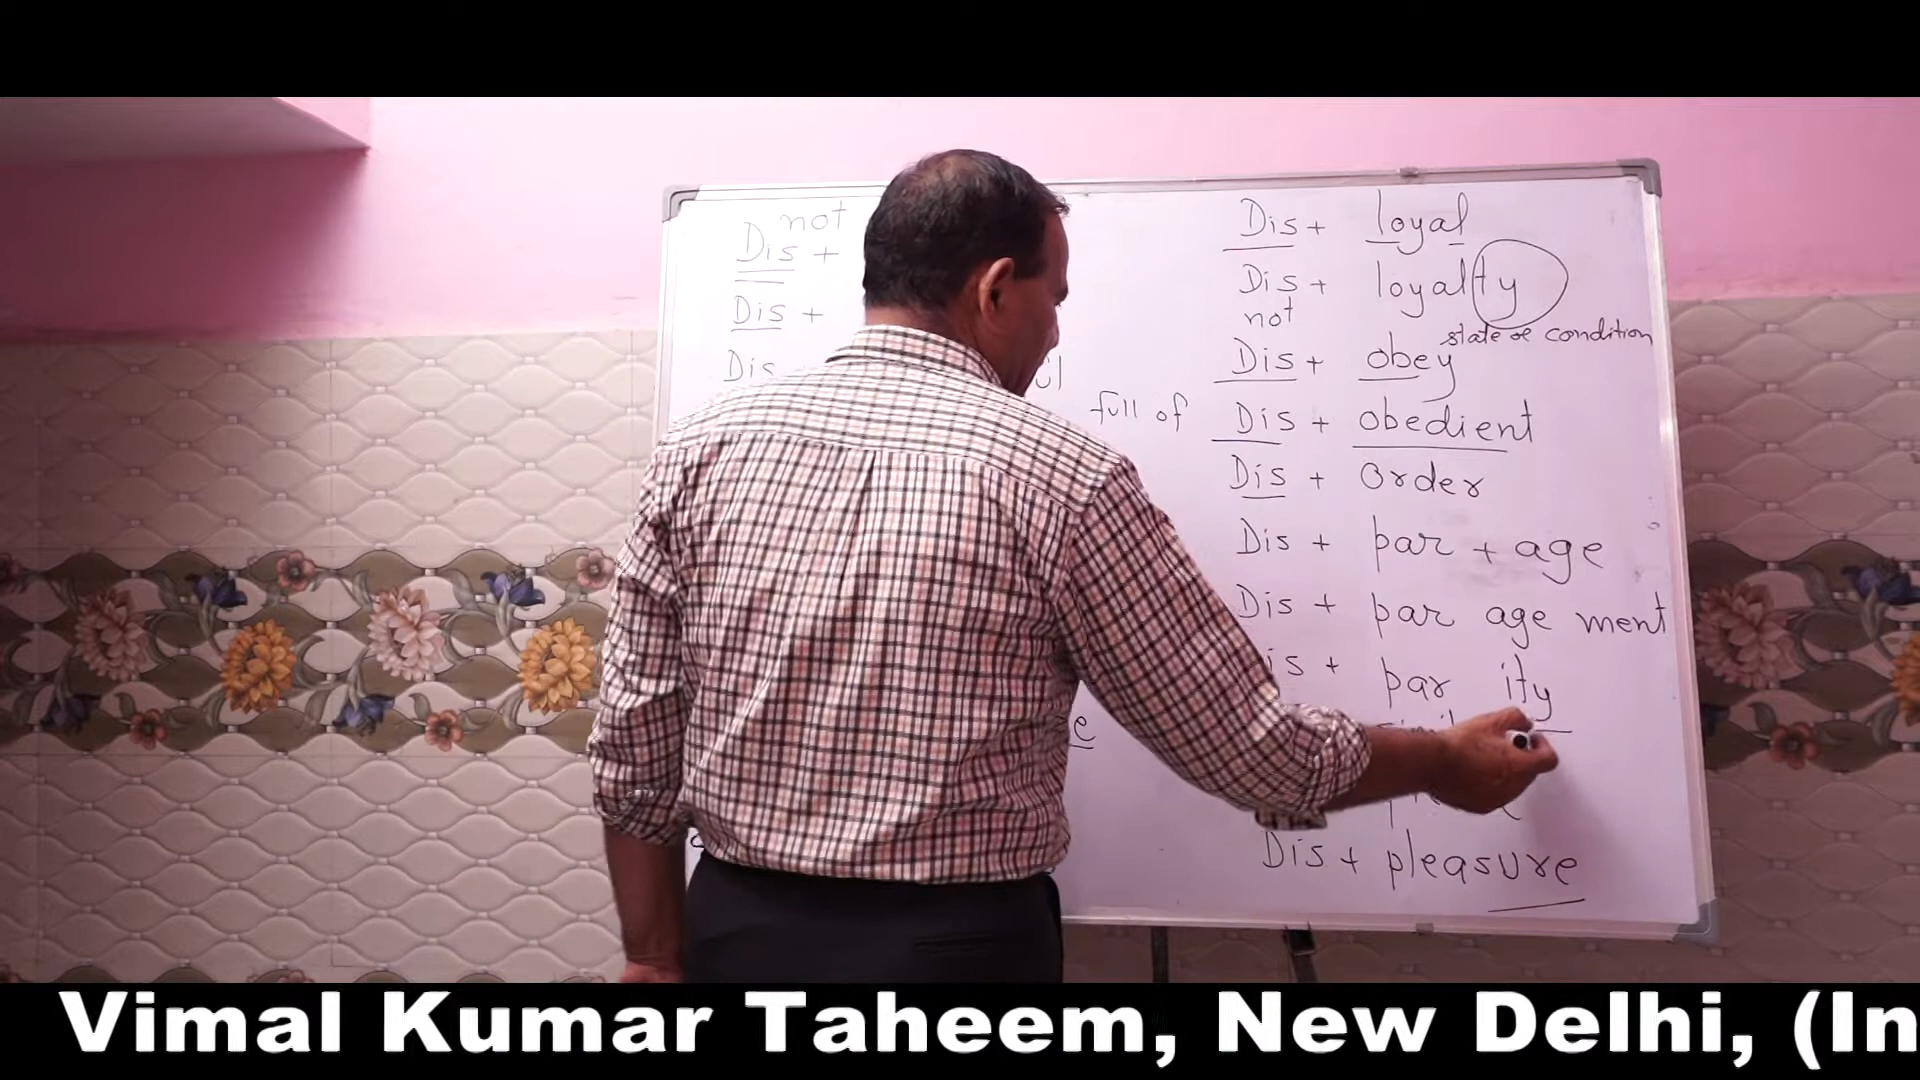 not
Dis +
Dis +
Dis
full of
Dis + loyal
Dis + loyalty
not
state or condition
Dis + obey
Dis + obedient
Dis + order
Dis + par + age
Dis + par age ment
is + par ity
Dis + pleasure
Vimal Kumar Taheem, New Delhi, (In